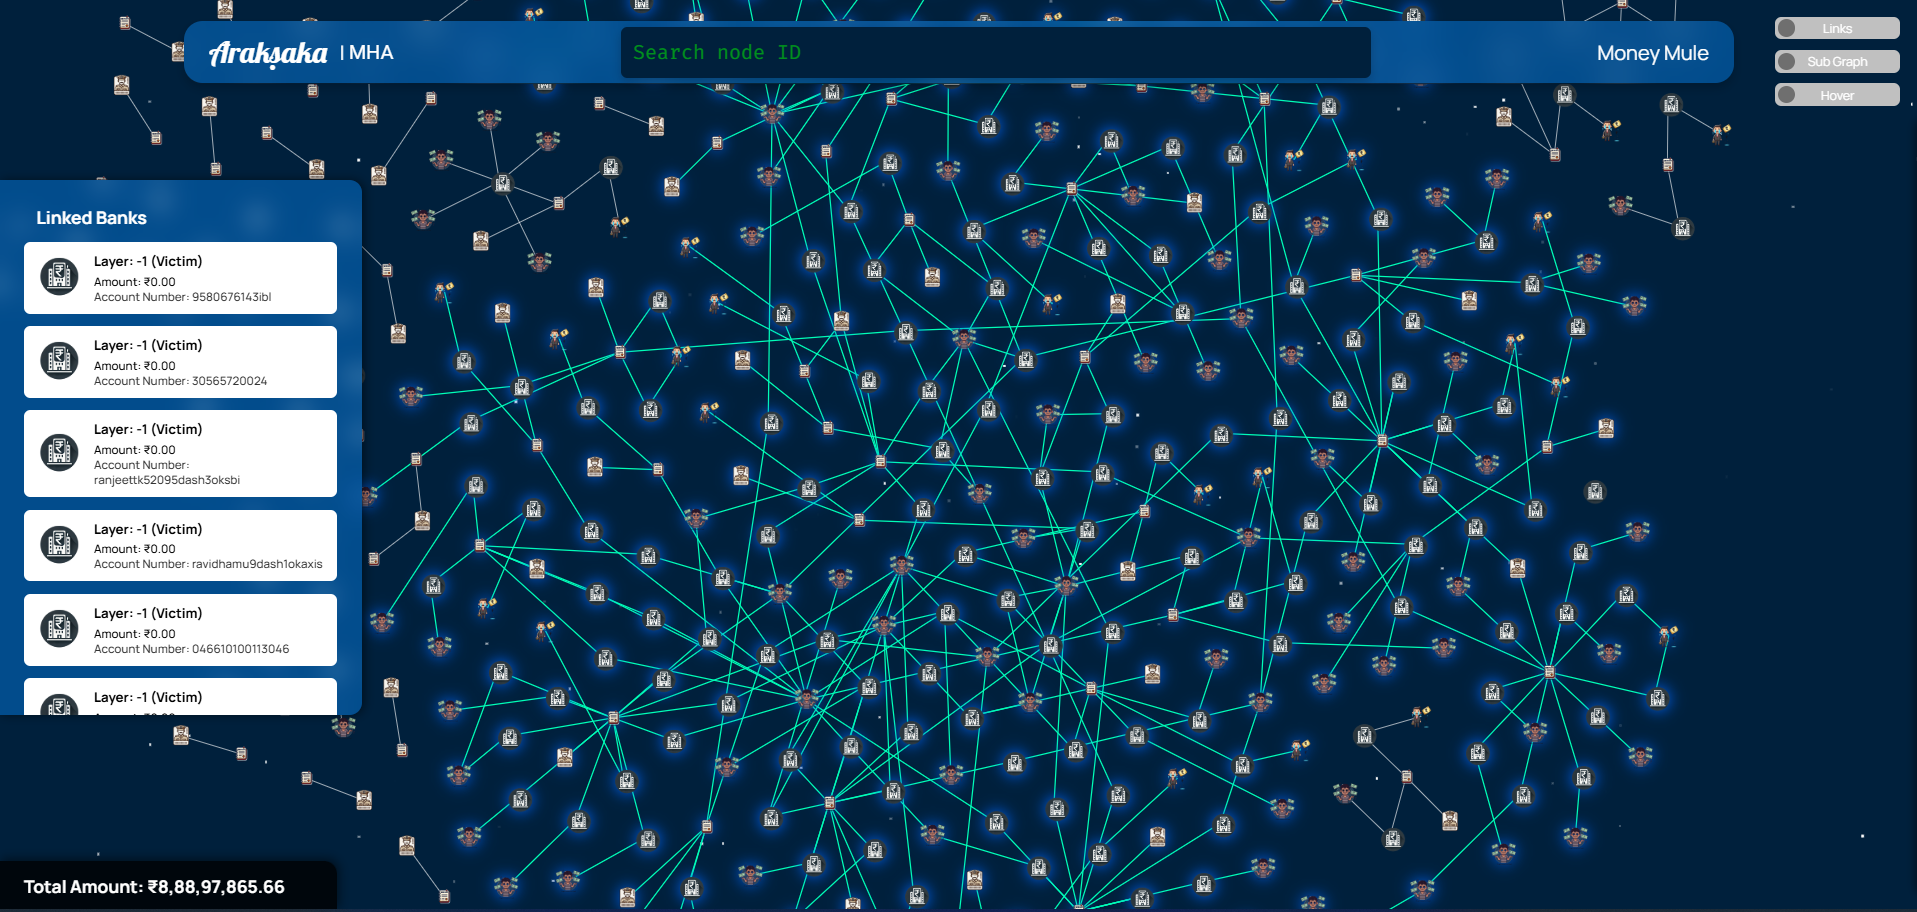 Arakṣaka | MHA
Search node ID
Money Mule
Links
Sub Graph
Hover
Linked Banks
Layer: -1 (Victim)
Amount: ₹0.00
Account Number: 9580676143ibl
Layer: -1 (Victim)
Amount: ₹0.00
Account Number: 30565720024
Layer: -1 (Victim)
Amount: ₹0.00
Account Number:
ranjeettk52095dash3oksbi
Layer: -1 (Victim)
Amount: ₹0.00
Account Number: ravidhamu9dash1okaxis
Layer: -1 (Victim)
Amount: ₹0.00
Account Number: 046610100113046
Layer: -1 (Victim)
Total Amount: ₹8,88,97,865.66